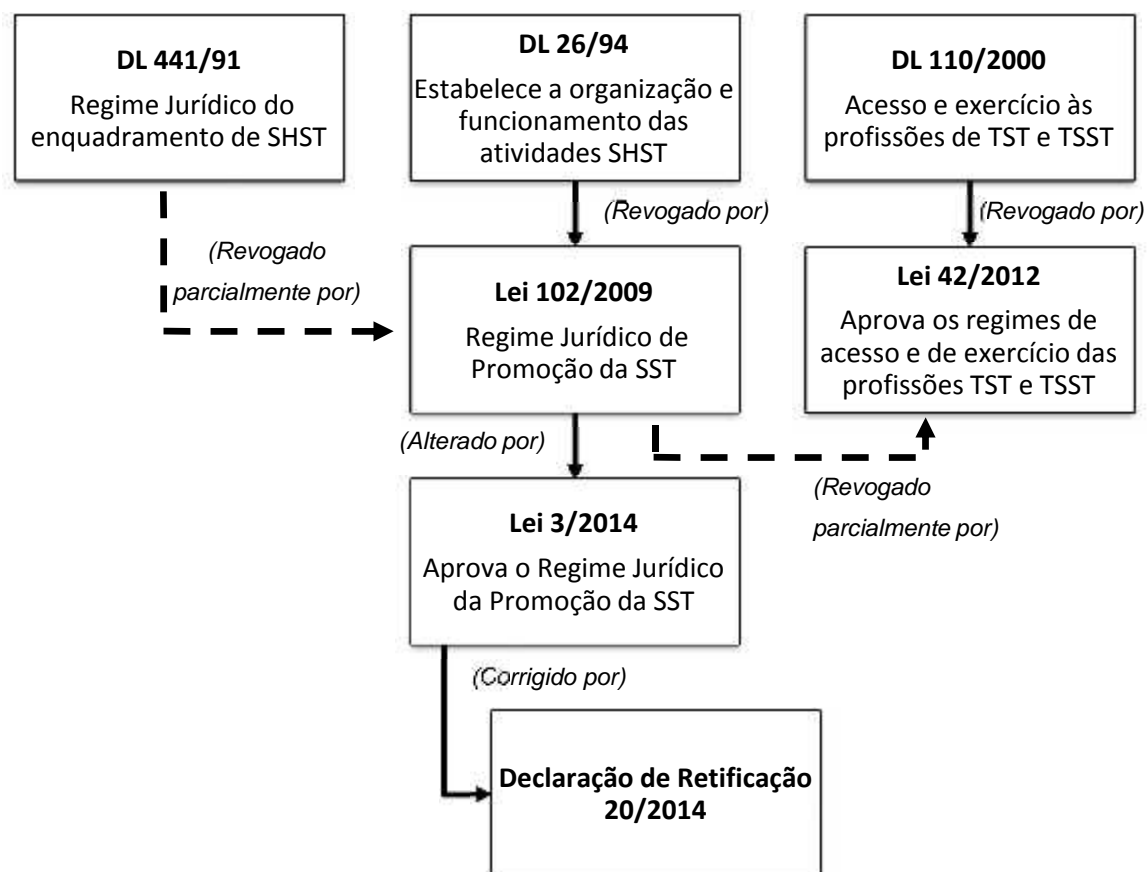 DL 441/91
Regime Jurídico do
enquadramento de SHST
DL 26/94
Estabelece a organização e
funcionamento das
atividades SHST
DL 110/2000
Acesso e exercício às
profissões de TST e TSST
(Revogado
parcialmente por)
(Revogado por)
(Revogado por)
Lei 102/2009
Regime Jurídico de
Promoção da SST
Lei 42/2012
Aprova os regimes de
acesso e de exercício das
profissões TST e TSST
(Alterado por)
(Revogado
parcialmente por)
Lei 3/2014
Aprova o Regime Jurídico
da Promoção da SST
(Corrigido por)
Declaração de Retificação
20/2014